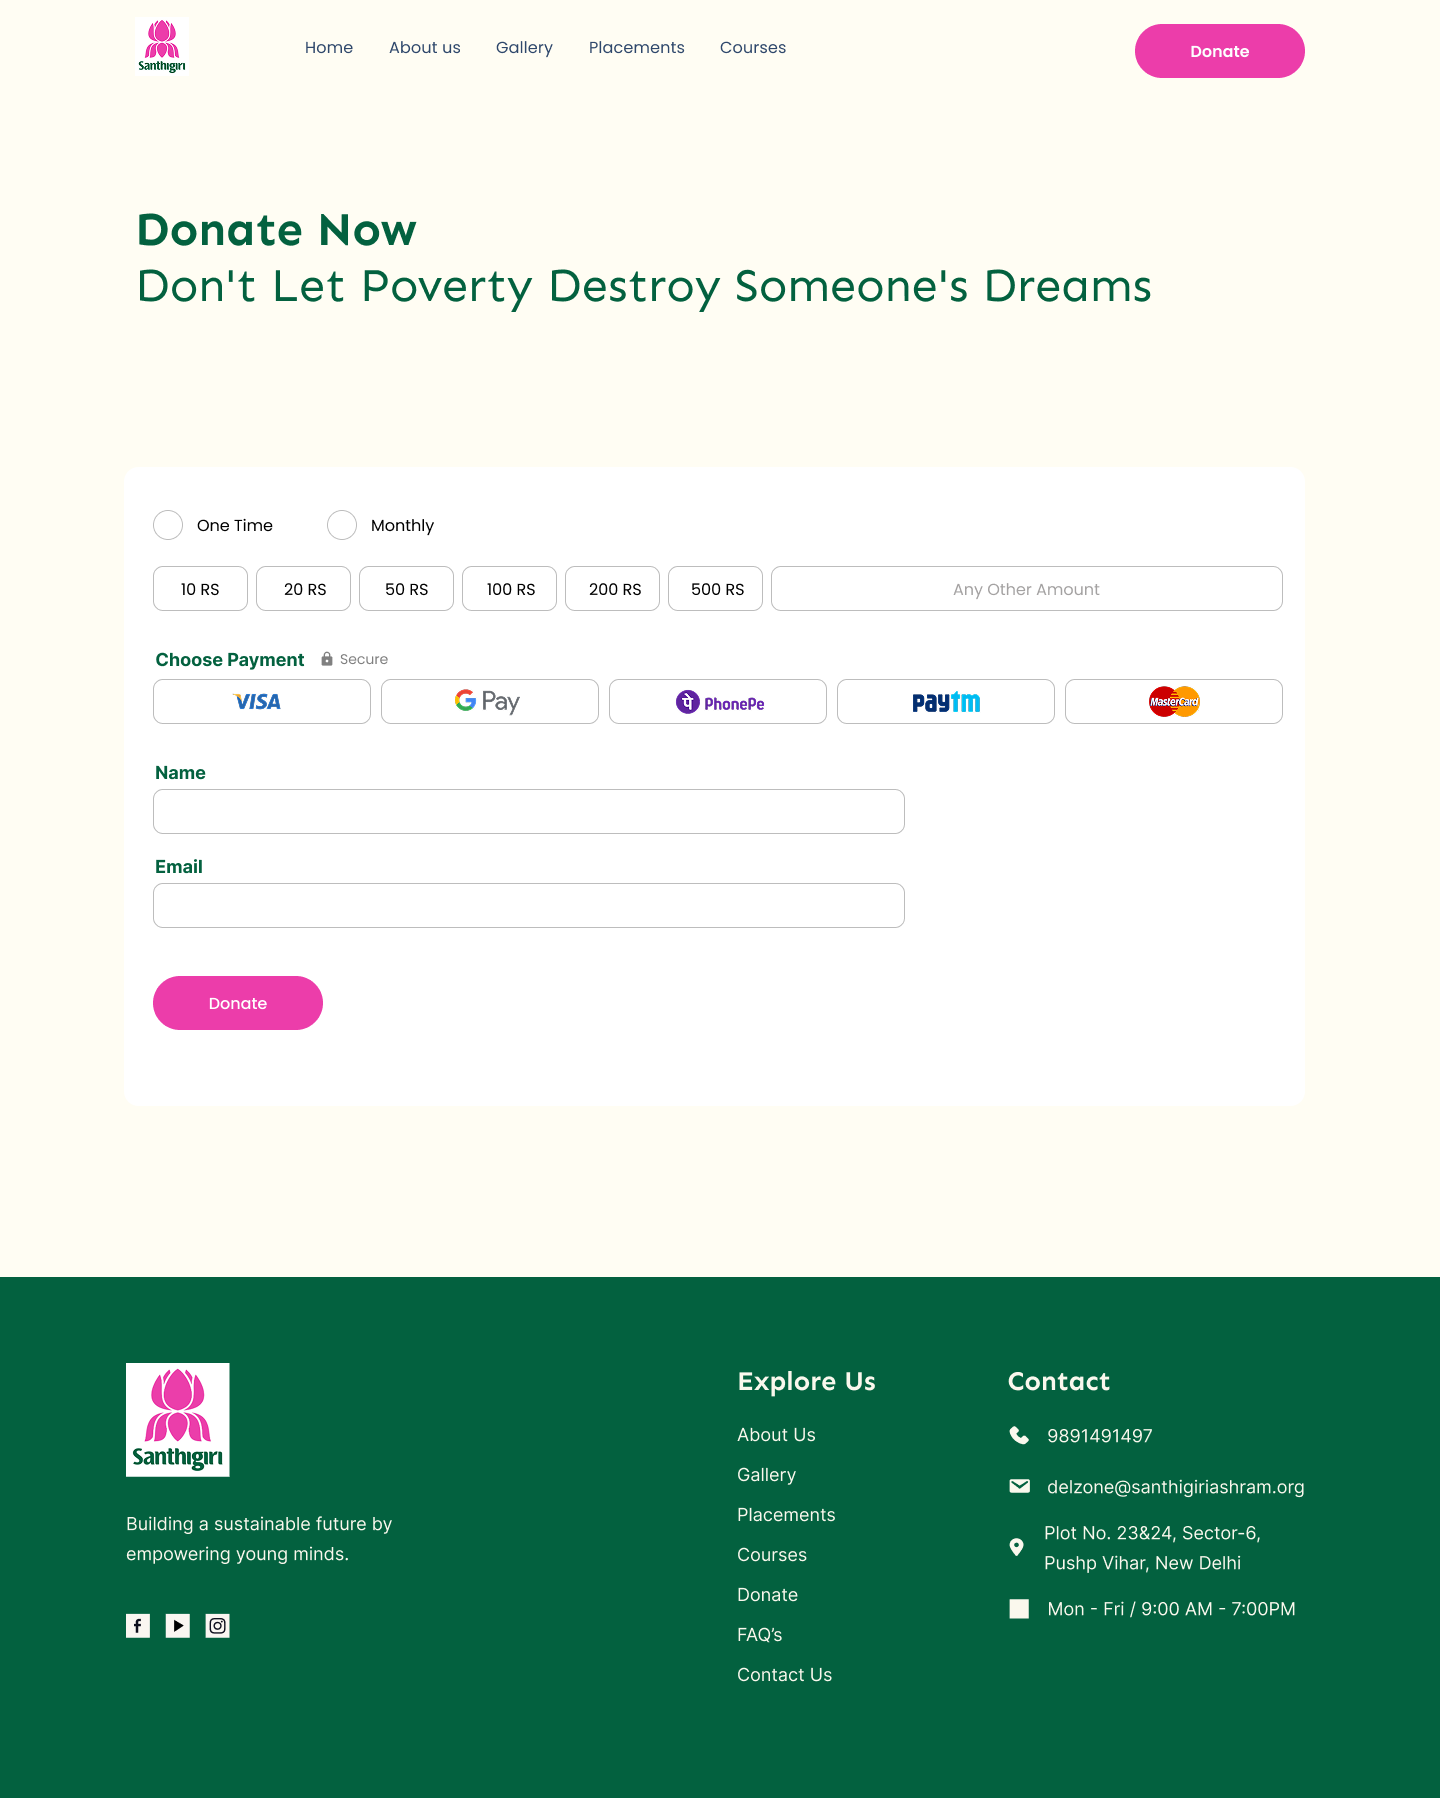 Santhigiri
Home About us Gallery Placements Courses
Donate
Donate Now
Don't Let Poverty Destroy Someone's Dreams
One Time Monthly
10 RS 20 RS 50 RS 100 RS 200 RS 500 RS Any Other Amount
Choose Payment Secure
VISA G Pay पे PhonePe paytm MasterCard
Name
Email
Donate
Santhigiri
Building a sustainable future by
empowering young minds.
Explore Us
About Us
Gallery
Placements
Courses
Donate
FAQ’s
Contact Us
Contact
9891491497
delzone@santhigiriashram.org
Plot No. 23&24, Sector-6,
Pushp Vihar, New Delhi
Mon - Fri / 9:00 AM - 7:00PM